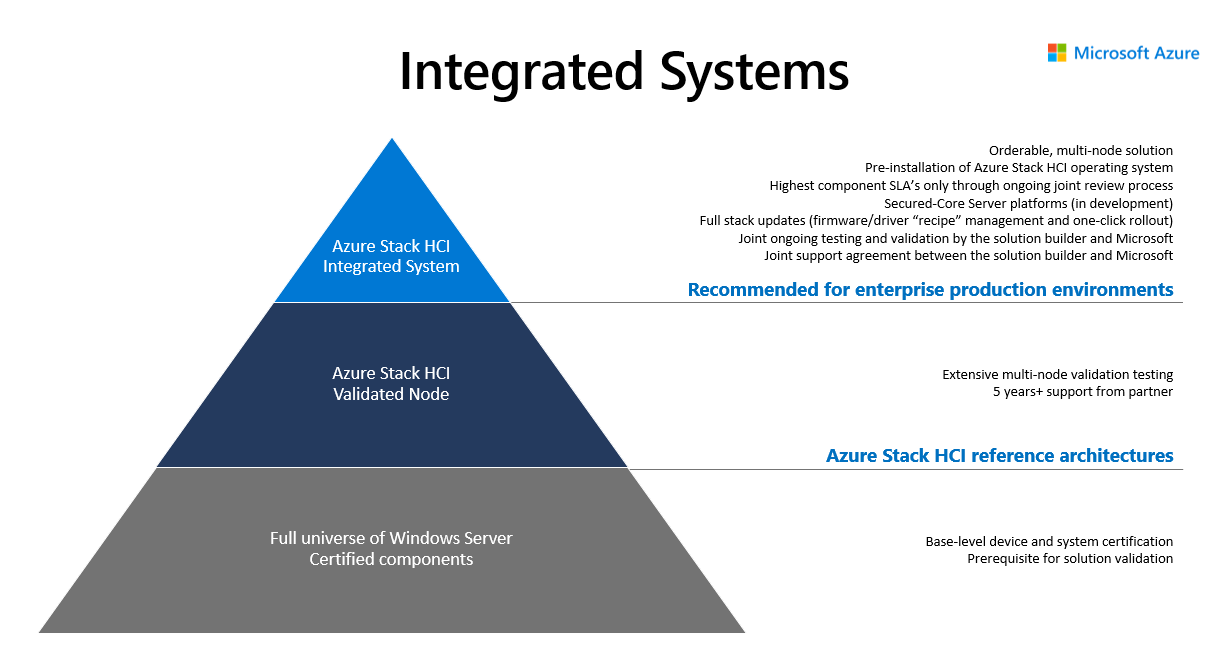 Integrated Systems
Microsoft Azure
Orderable, multi-node solution
Pre-installation of Azure Stack HCI operating system
Highest component SLA's only through ongoing joint review process
Secured-Core Server platforms (in development)
Full stack updates (firmware/driver “recipe” management and one-click rollout)
Joint ongoing testing and validation by the solution builder and Microsoft
Joint support agreement between the solution builder and Microsoft
Recommended for enterprise production environments
Azure Stack HCI
Integrated System
Azure Stack HCI
Validated Node
Extensive multi-node validation testing
5 years+ support from partner
Azure Stack HCI reference architectures
Full universe of Windows Server
Certified components
Base-level device and system certification
Prerequisite for solution validation